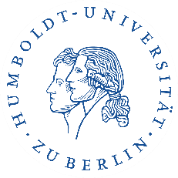 · HUMBOLDT-UNIVERSITÄT ·
ZU BERLIN